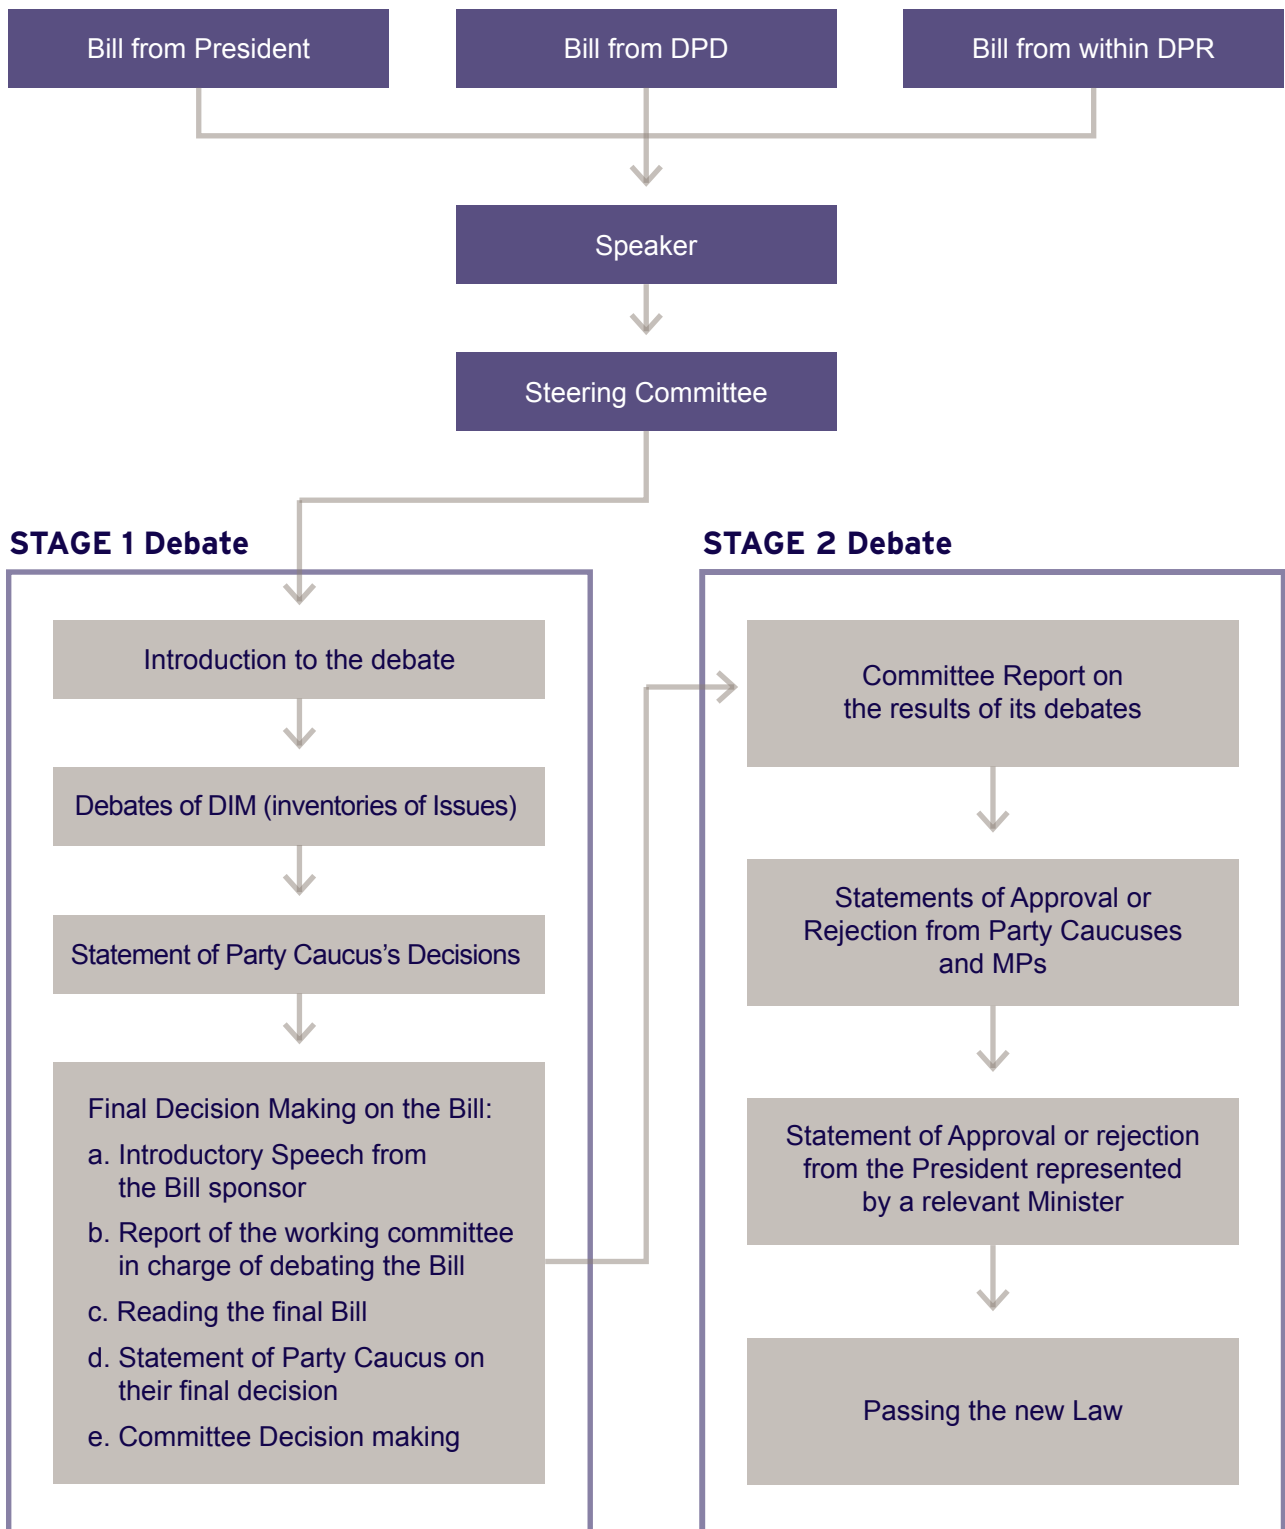 Bill from President
Bill from DPD
Bill from within DPR
Speaker
Steering Committee
STAGE 1 Debate
Introduction to the debate
Debates of DIM (inventories of Issues)
Statement of Party Caucus’s Decisions
Final Decision Making on the Bill:
a. Introductory Speech from
the Bill sponsor
b. Report of the working committee
in charge of debating the Bill
c. Reading the final Bill
d. Statement of Party Caucus on
their final decision
e. Committee Decision making
STAGE 2 Debate
Committee Report on
the results of its debates
Statements of Approval or
Rejection from Party Caucuses
and MPs
Statement of Approval or rejection
from the President represented
by a relevant Minister
Passing the new Law